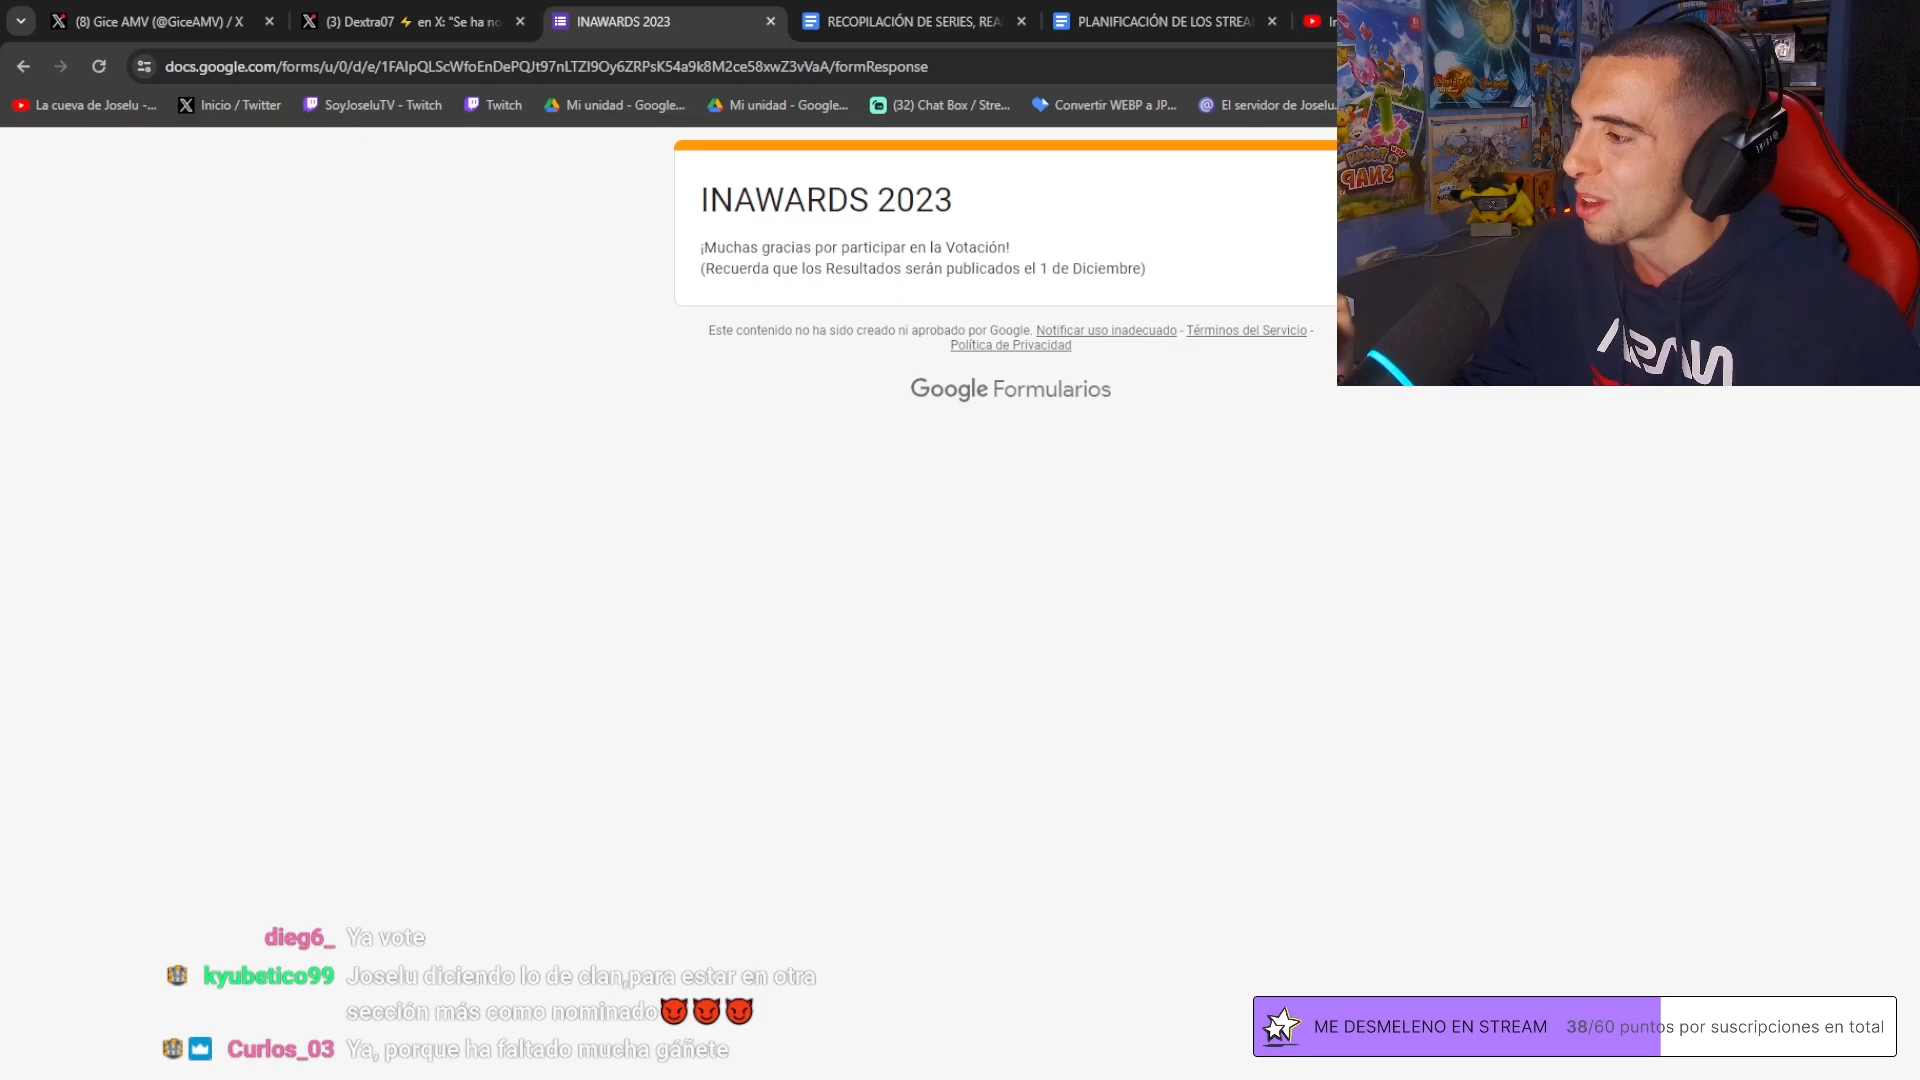 (8) Gice AMV (@GiceAMV) / X
(3) Dextra07 ⚡ en X: "Se ha no
INAWARDS 2023
RECOPILACIÓN DE SERIES, REA
PLANIFICACIÓN DE LOS STREA
docs.google.com/forms/u/0/d/e/1FAIpQLScWfoEnDePQJt97nLTZI9Oy6ZRPsK54a9k8M2ce58xwZ3vVaA/formResponse
La cueva de Joselu -...
Inicio / Twitter
SoyJoseluTV - Twitch
Twitch
Mi unidad - Google...
Mi unidad - Google...
(32) Chat Box / Stre...
Convertir WEBP a JP...
El servidor de Joselu.
INAWARDS 2023
¡Muchas gracias por participar en la Votación!
(Recuerda que los Resultados serán publicados el 1 de Diciembre)
Este contenido no ha sido creado ni aprobado por Google. Notificar uso inadecuado - Términos del Servicio -
Política de Privacidad
Google Formularios
SNAP
NASA
dieg6_ Ya vote
kyubetico99 Joselu diciendo lo de clan,para estar en otra
sección más como nominado😈😈😈
Curlos_03 Ya, porque ha faltado mucha gáñete
ME DESMELENO EN STREAM 38/60 puntos por suscripciones en total